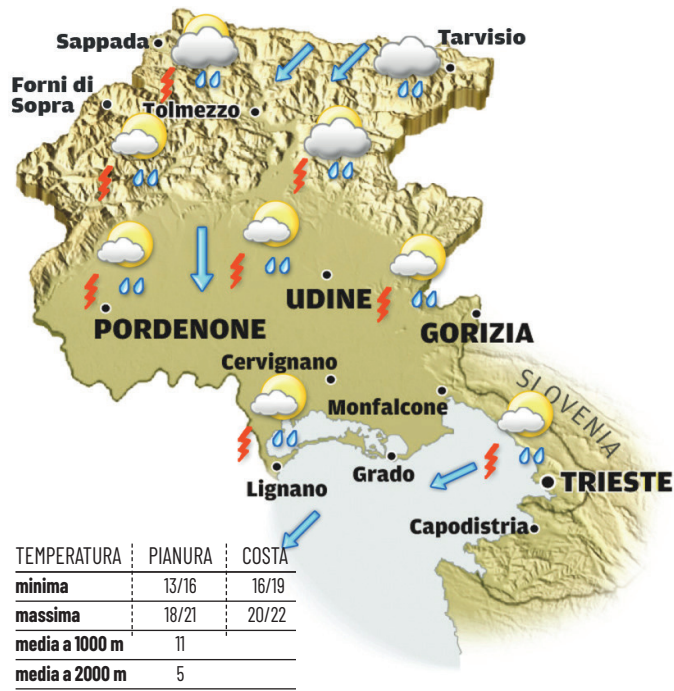 Sappada
Tarvisio
Forni di
Sopra
Tolmezzo
UDINE
PORDENONE
GORIZIA
Cervignano
SLOVENIA
Monfalcone
Grado
TRIESTE
Lignano
Capodistria
TEMPERATURA PIANURA COSTA
minima 13/16 16/19
massima 18/21 20/22
media a 1000 m 11
media a 2000 m 5